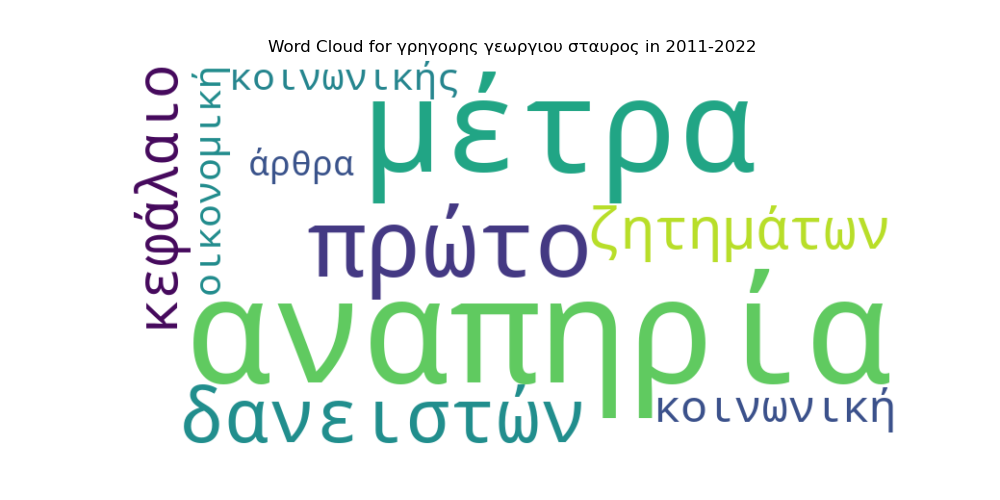 Word Cloud for γρηγορης γεωργιου σταυρος in 2011-2022
κεφάλαιο
οικονομική
κοινωνικής
άρθρα
μέτρα
πρώτο
ζητημάτων
αναπηρία
δανειστών
κοινωνική